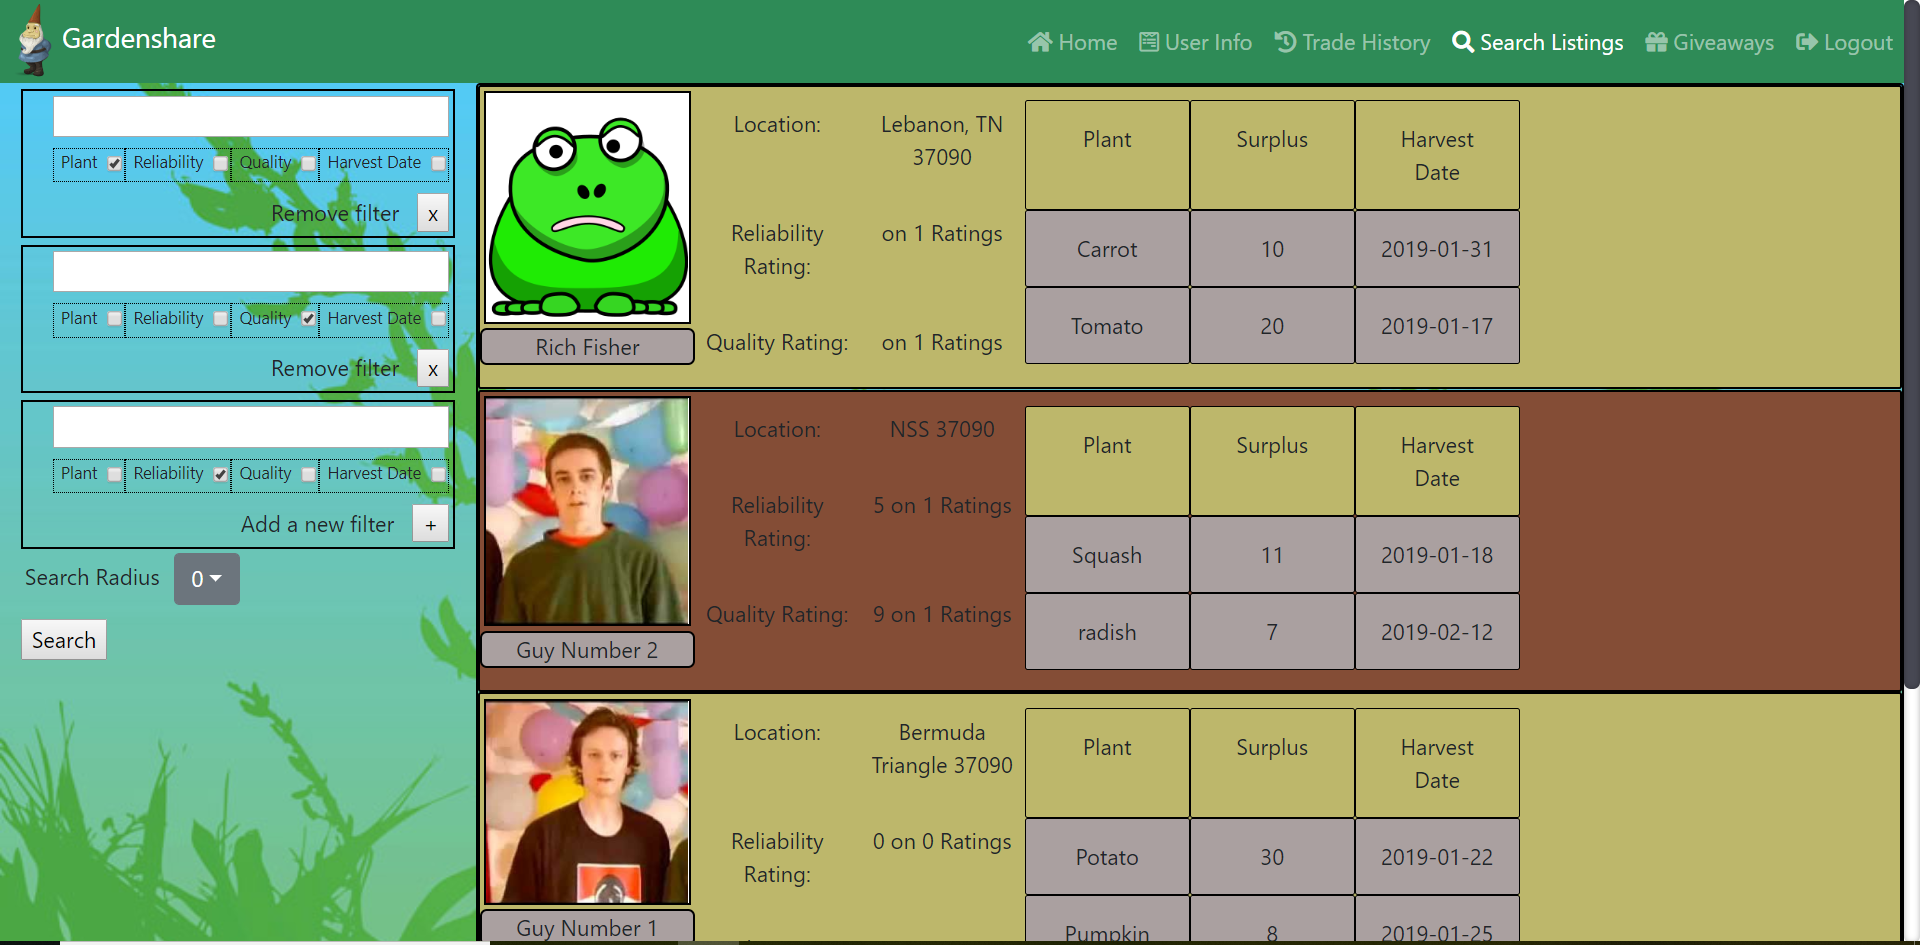 Gardenshare
Home User Info Trade History Search Listings Giveaways Logout
Plant Reliability Quality Harvest Date
Remove filter x
Plant Reliability Quality Harvest Date
Remove filter x
Plant Reliability Quality Harvest Date
Add a new filter +
Search Radius 0
Search
Rich Fisher
Location: Lebanon, TN
37090
Reliability on 1 Ratings
Rating:
Quality Rating: on 1 Ratings
Plant Surplus Harvest
Date
Carrot 10 2019-01-31
Tomato 20 2019-01-17
Guy Number 2
Location: NSS 37090
Reliability 5 on 1 Ratings
Rating:
Quality Rating: 9 on 1 Ratings
Plant Surplus Harvest
Date
Squash 11 2019-01-18
radish 7 2019-02-12
Guy Number 1
Location: Bermuda
Triangle 37090
Reliability 0 on 0 Ratings
Rating:
Plant Surplus Harvest
Date
Potato 30 2019-01-22
Pumpkin 8 2019-01-25